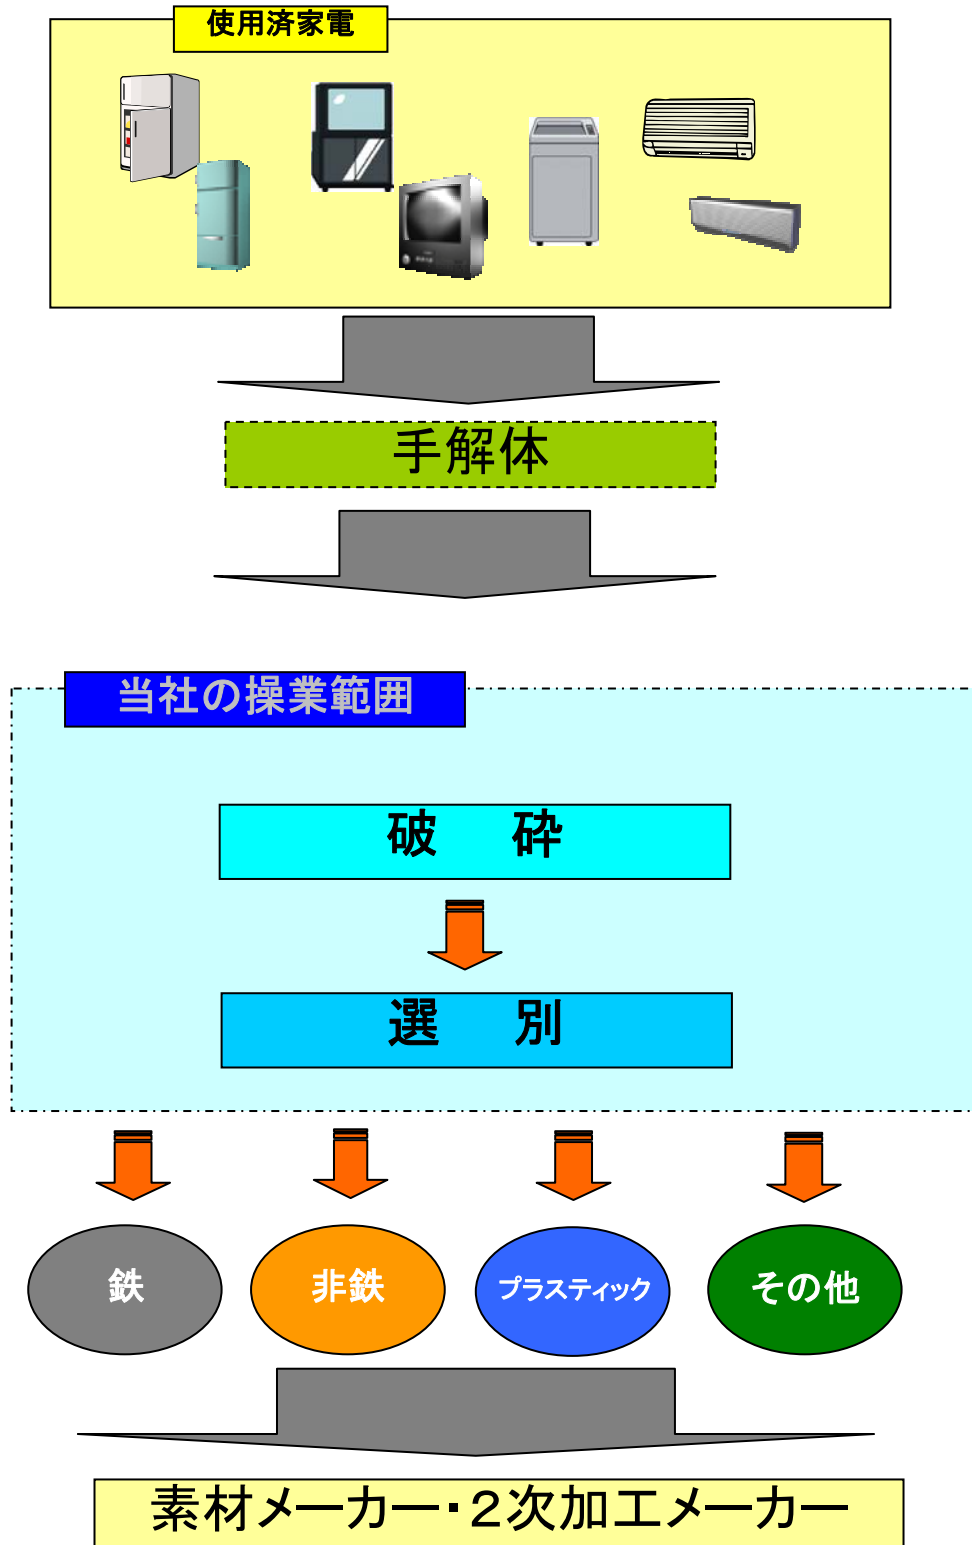 使用済家電
手解体
当社の操業範囲
破 砕
選 別
鉄
非鉄
プラスティック
その他
素材メーカー・２次加工メーカー